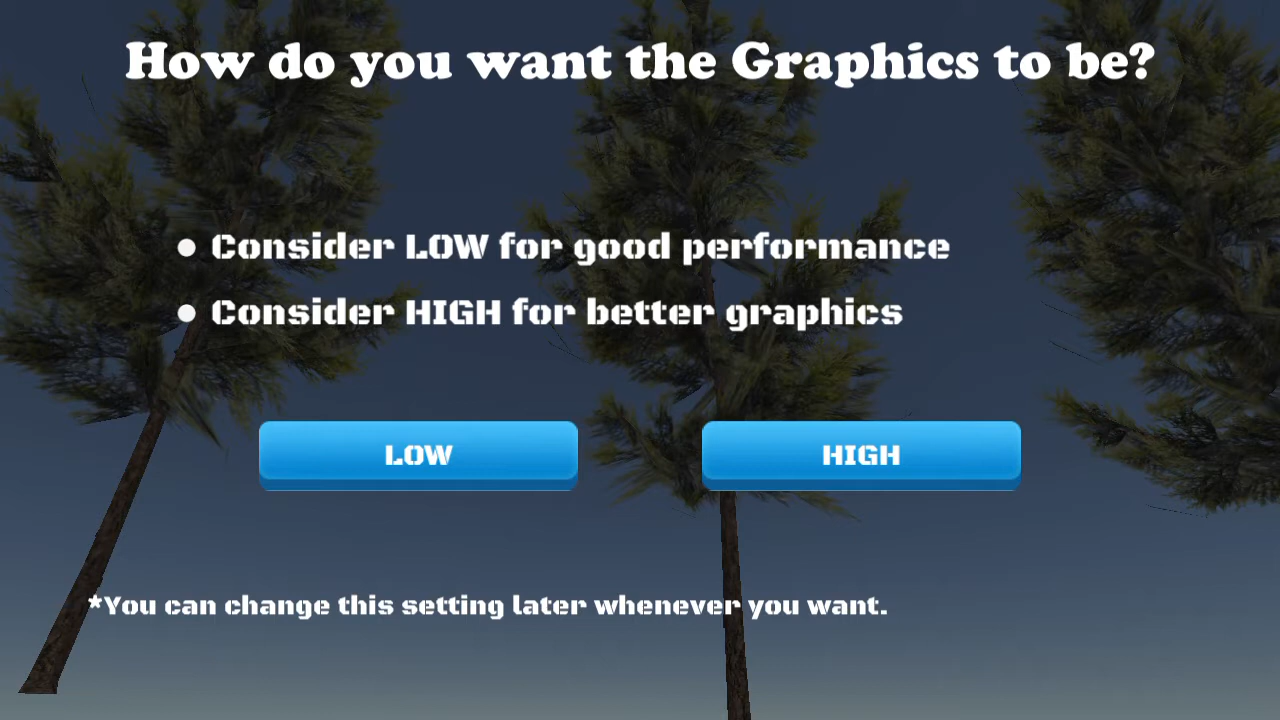 How do you want the Graphics to be?
● Consider LOW for good performance
● Consider HIGH for better graphics
LOW
HIGH
*You can change this setting later whenever you want.